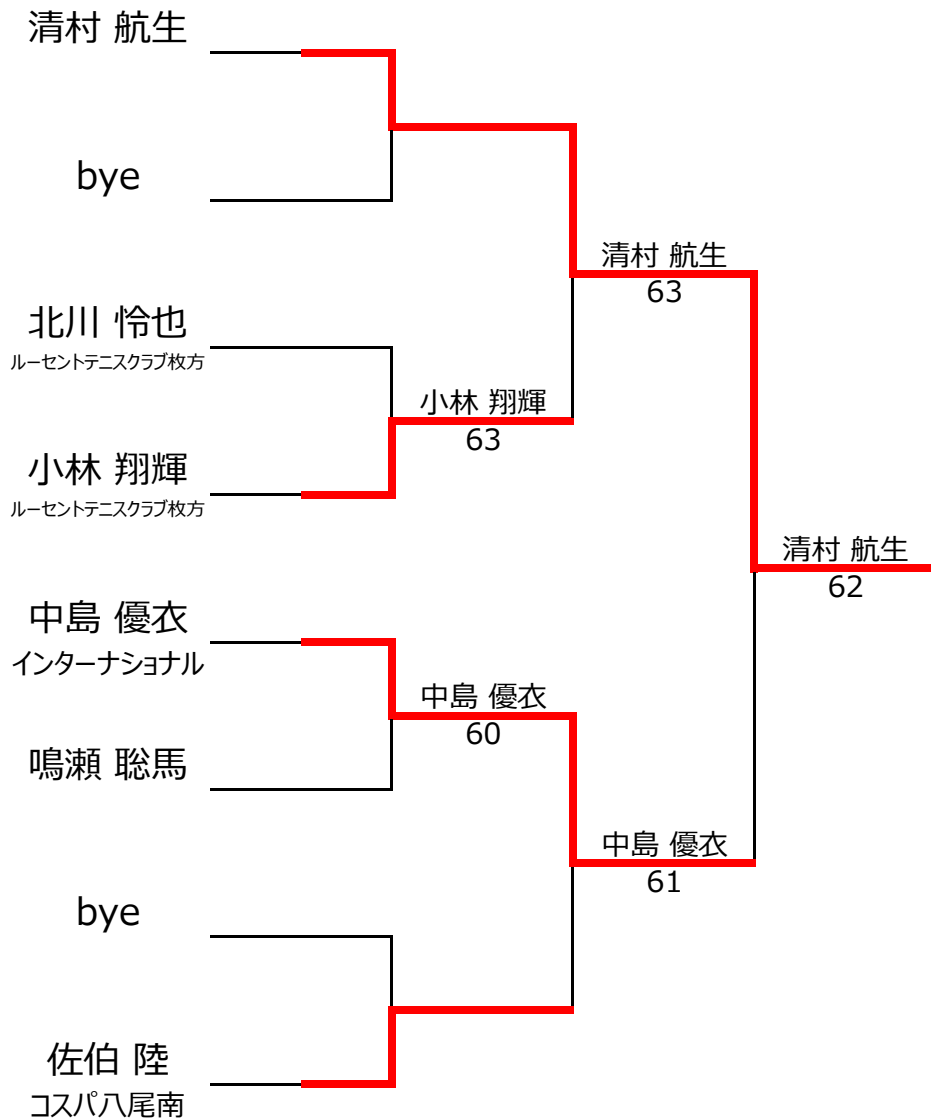 清村 航生
bye
北川 怜也
ルーセントテニスクラブ枚方
小林 翔輝
ルーセントテニスクラブ枚方
中島 優衣
インターナショナル
鳴瀬 聡馬
bye
佐伯 陸
コスパ八尾南
小林 翔輝
63
中島 優衣
60
清村 航生
63
中島 優衣
61
清村 航生
62